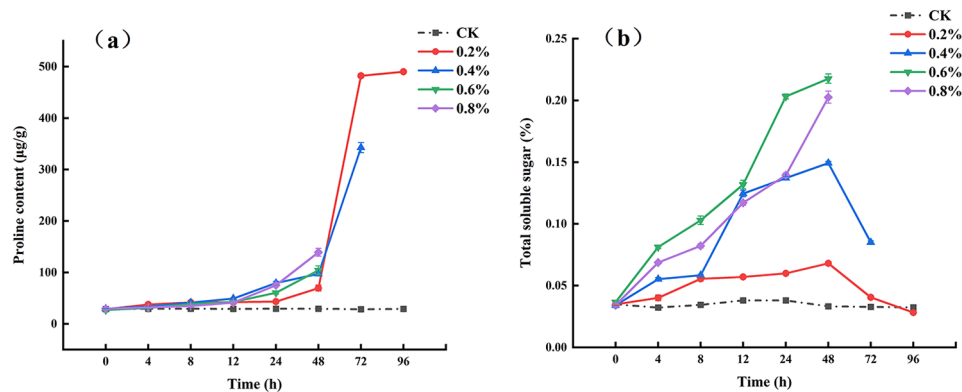 (a)
CK
0.2%
0.4%
0.6%
0.8%
Proline content (μg/g)
500
400
300
200
100
0
0 4 8 12 24 48 72 96
Time (h)
(b)
CK
0.2%
0.4%
0.6%
0.8%
Total soluble sugar (%)
0.25
0.20
0.15
0.10
0.05
0.00
0 4 8 12 24 48 72 96
Time (h)